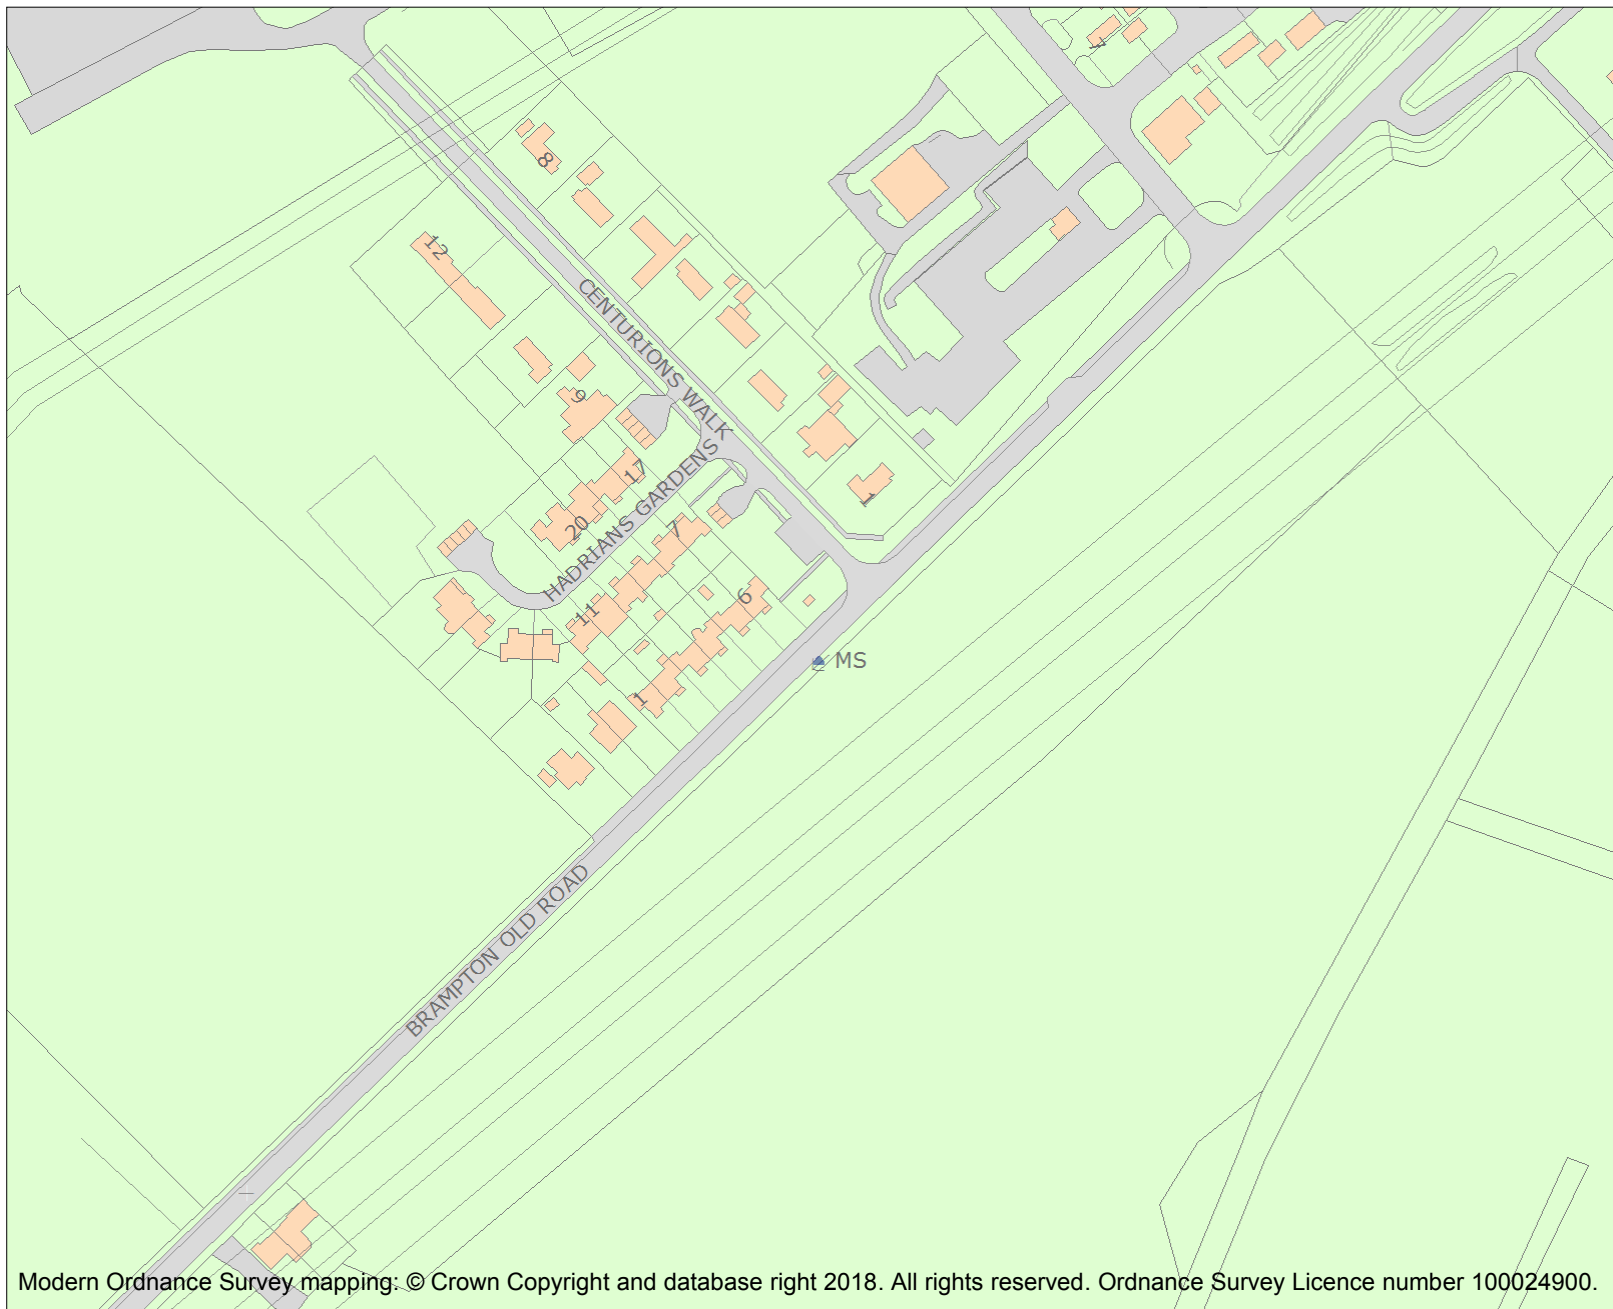 8
12
CENTURIONS WALK
9
17
20
HADRIANS GARDENS
7
1
6
11
MS
1
BRAMPTON OLD ROAD
Modern Ordnance Survey mapping: © Crown Copyright and database right 2018. All rights reserved. Ordnance Survey Licence number 100024900.